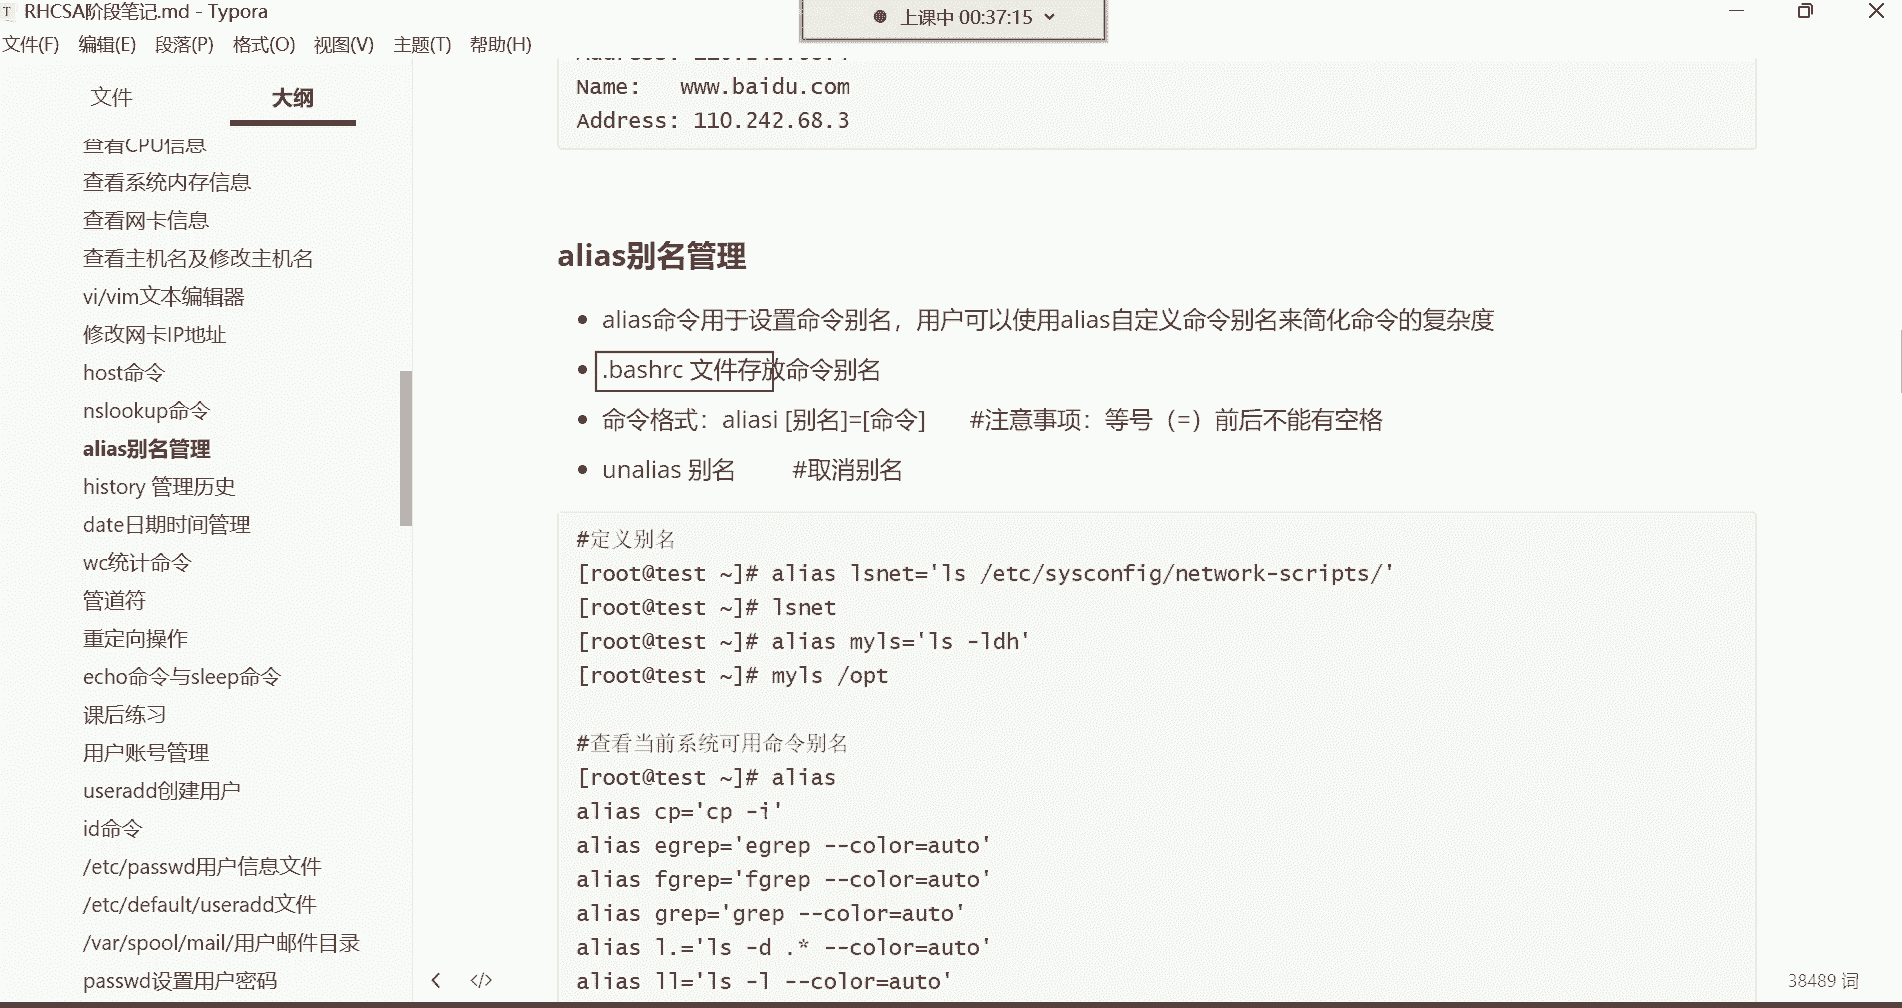 RHCSA阶段笔记.md - Typora
上课中 00:37:15
文件(F) 编辑(E) 段落(P) 格式(O) 视图(V) 主题(T) 帮助(H)
文件 大纲
查看CPU信息
查看系统内存信息
查看网卡信息
查看主机名及修改主机名
vi/vim文本编辑器
修改网卡IP地址
host命令
nslookup命令
alias别名管理
history 管理历史
date日期时间管理
wc统计命令
管道符
重定向操作
echo命令与sleep命令
课后练习
用户账号管理
useradd创建用户
id命令
/etc/passwd用户信息文件
/etc/default/useradd文件
/var/spool/mail/用户邮件目录
passwd设置用户密码
Name: www.baidu.com
Address: 110.242.68.3
alias别名管理
alias命令用于设置命令别名，用户可以使用alias自定义命令别名来简化命令的复杂度
.bashrc 文件存放命令别名
命令格式：aliasi [别名]=[命令] #注意事项：等号（=）前后不能有空格
unalias 别名 #取消别名
#定义别名
[root@test ~]# alias lsnet='ls /etc/sysconfig/network-scripts/'
[root@test ~]# lsnet
[root@test ~]# alias myls='ls -ldh'
[root@test ~]# myls /opt
#查看当前系统可用命令别名
[root@test ~]# alias
alias cp='cp -i'
alias egrep='egrep --color=auto'
alias fgrep='fgrep --color=auto'
alias grep='grep --color=auto'
alias l.='ls -d .* --color=auto'
alias ll='ls -l --color=auto'
38489 词